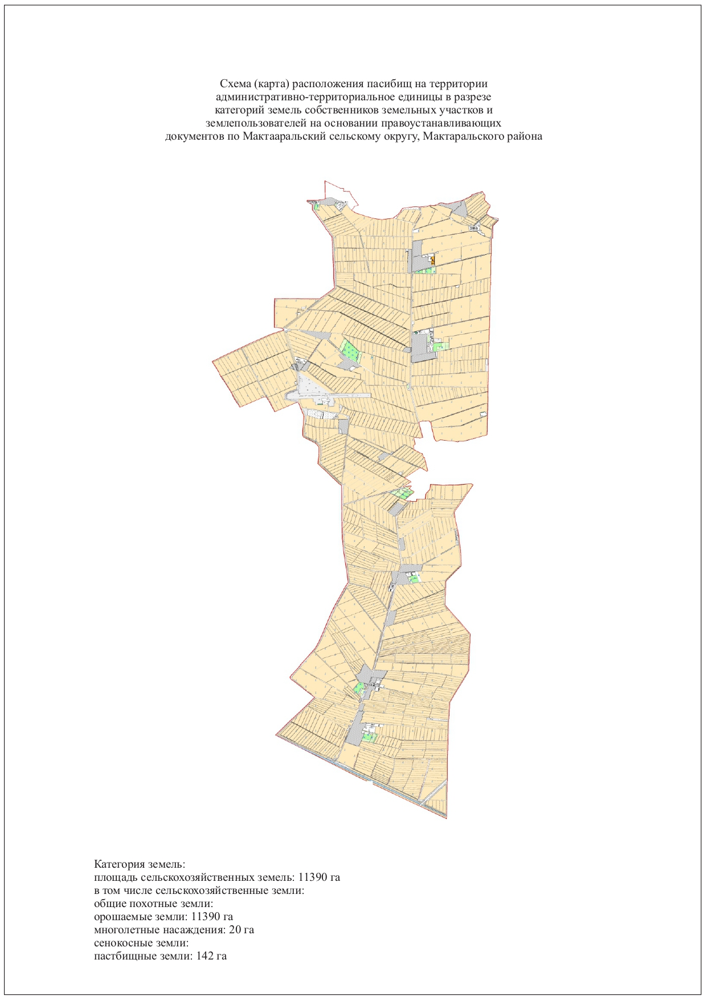 Схема (карта) расположения пасибищ на территории
административно-территориальное единицы в разрезе
категорий земель собственников земельных участков и
землепользователей на основании правоустанавливающих
документов по Мактааральский сельскому округу, Мактаральского района
Категория земель:
площадь сельскохозяйственных земель: 11390 га
в том числе сельскохозяйственные земли:
общие похотные земли:
орошаемые земли: 11390 га
многолетные насаждения: 20 га
сенокосные земли:
пастбищные земли: 142 га